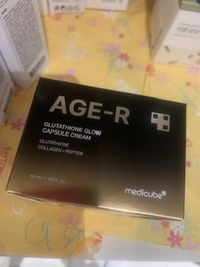 AGE-R
GLUTATHIONE GLOW
CAPSULE CREAM
GLUTATHIONE
COLLAGEN • PEPTIDE
medicube